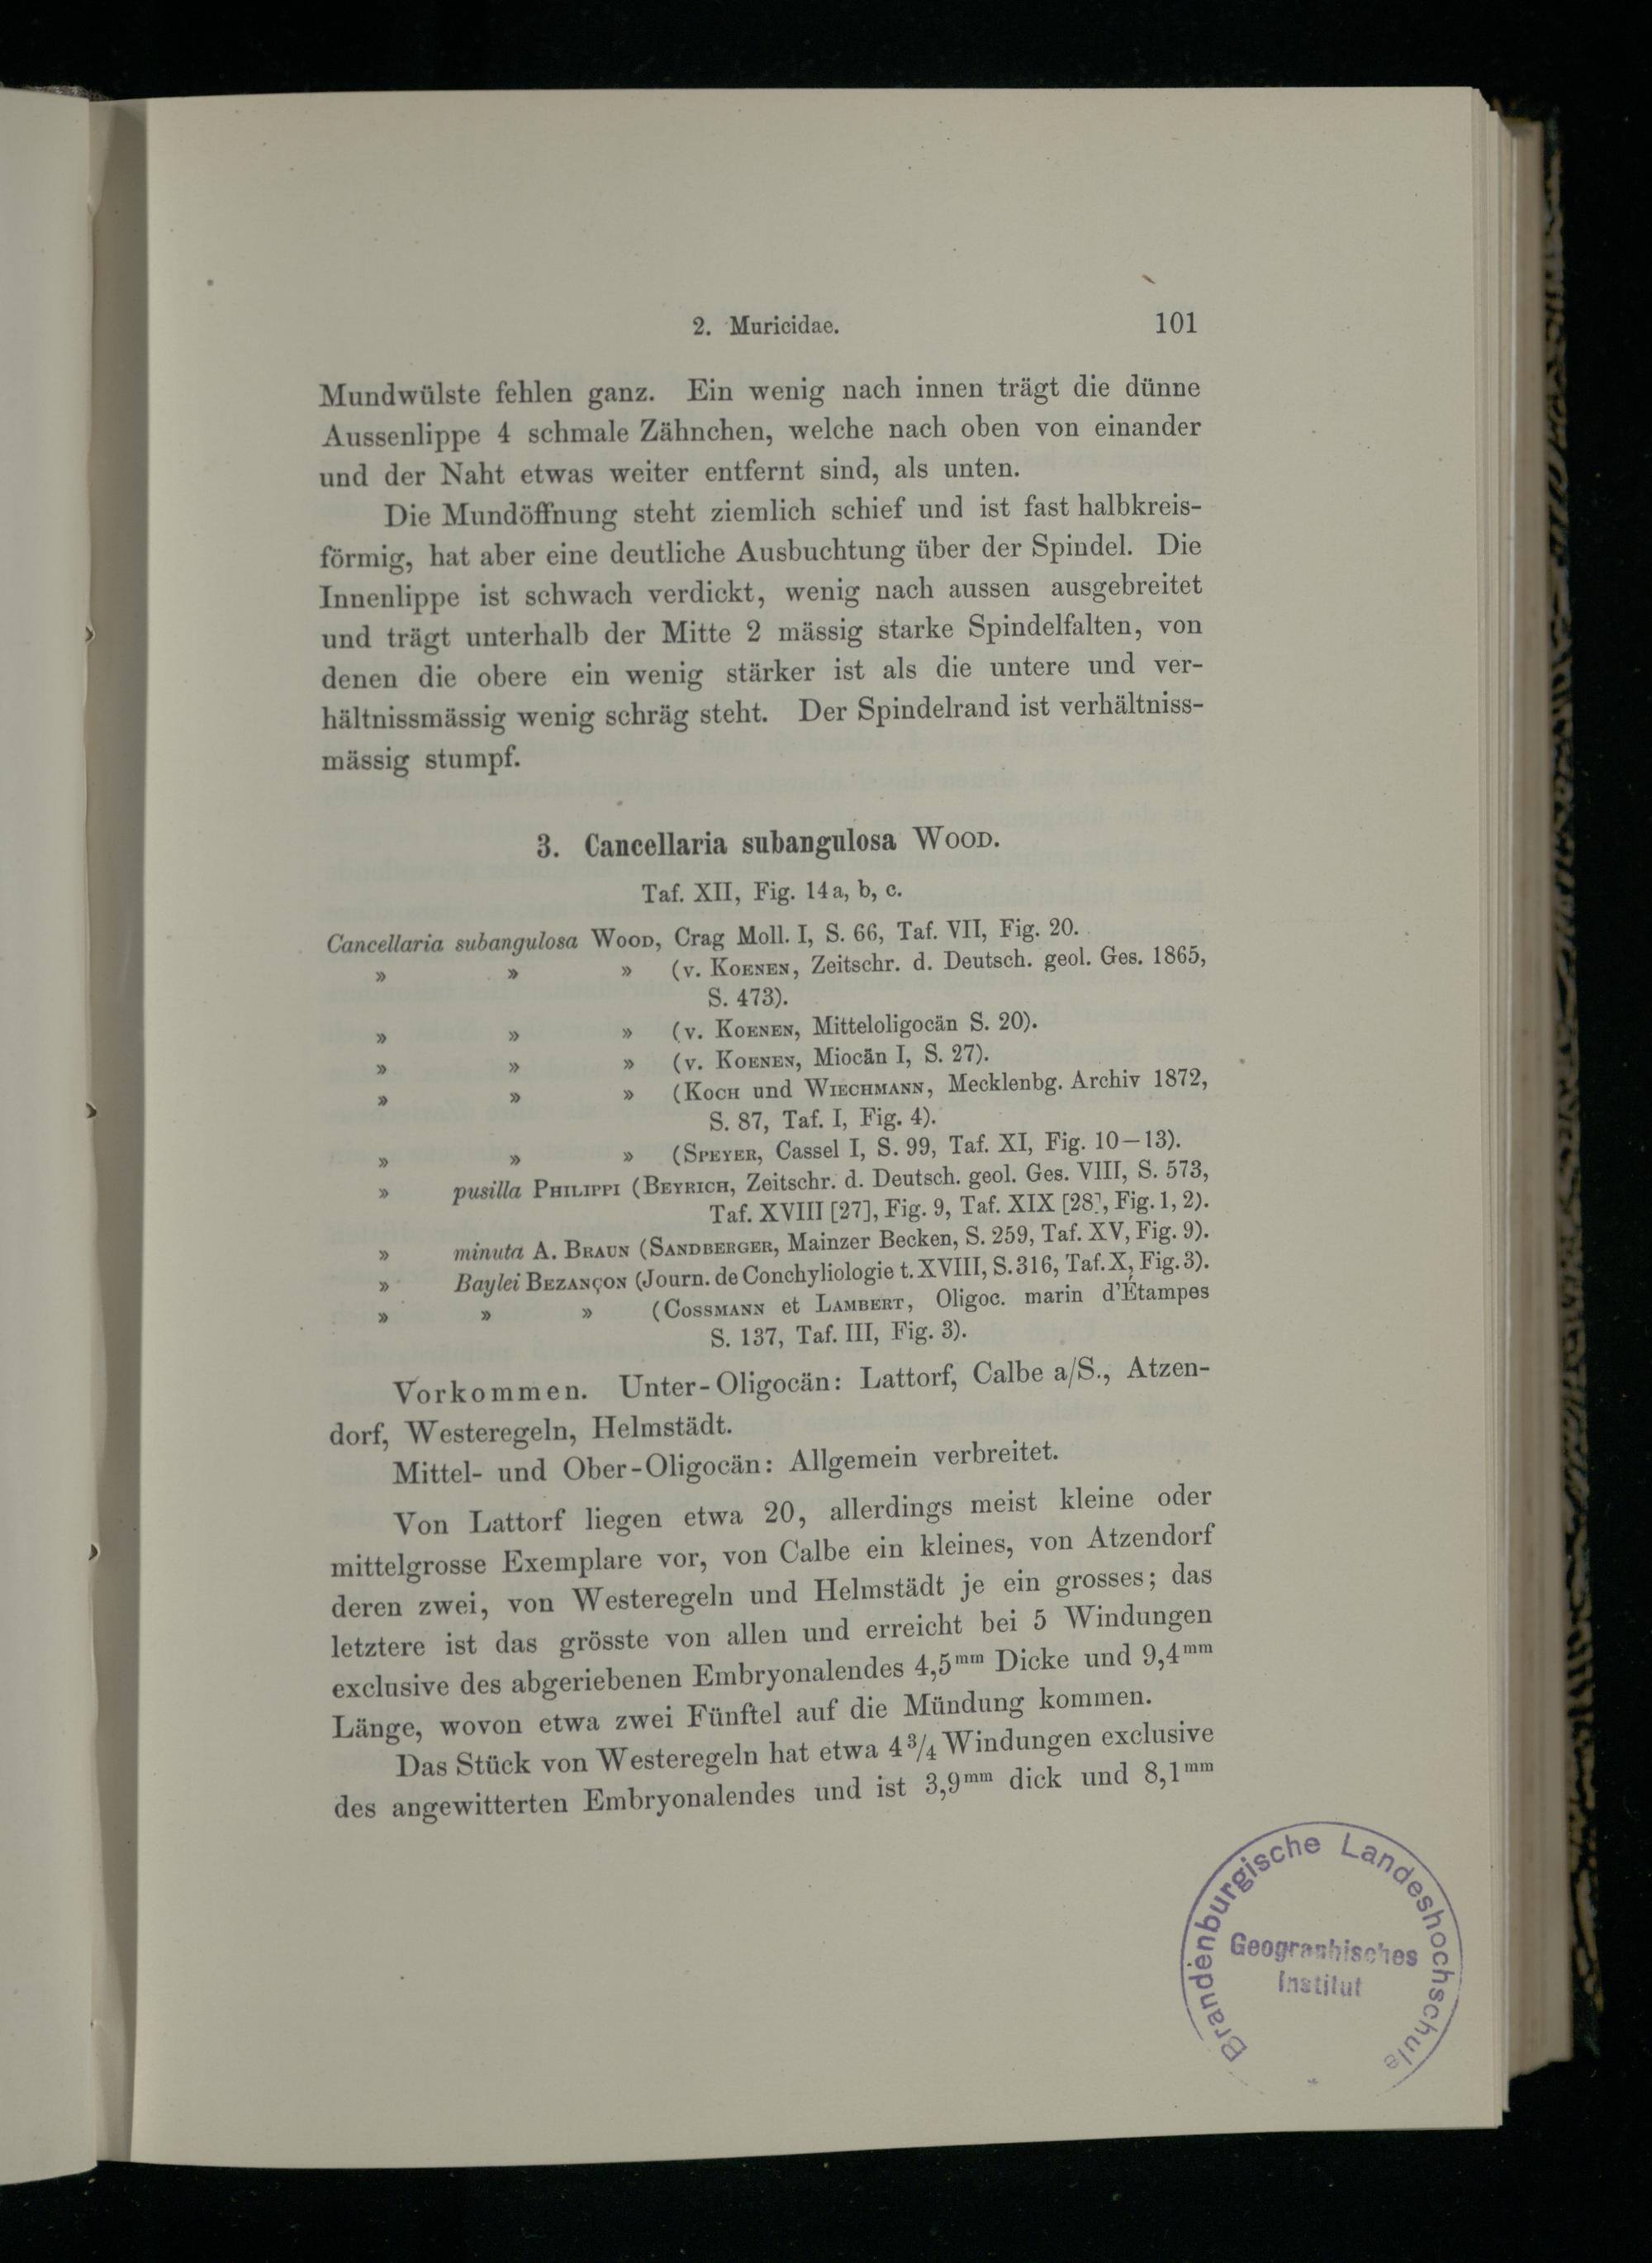 2. Muricidae. 101
Mundwülste fehlen ganz. Ein wenig nach innen trägt die dünne
Aussenlippe 4 schmale Zähnchen, welche nach oben von einander
und der Naht etwas weiter entfernt sind, als unten.
Die Mundöffnung steht ziemlich schief und ist fast halbkreis-
förmig, hat aber eine deutliche Ausbuchtung über der Spindel. Die
Innenlippe ist schwach verdickt, wenig nach aussen ausgebreitet
und trägt unterhalb der Mitte 2 mässig starke Spindelfalten, von
denen die obere ein wenig stärker ist als die untere und ver-
hältnissmässig wenig schräg steht. Der Spindelrand ist verhältniss-
mässig stumpf.
3. Cancellaria subangulosa WOOD.
Taf. XII, Fig. 14a, b, c.
Cancellaria subangulosa WOOD, Crag Moll. I, S. 66, Taf. VII, Fig. 20.
» » » (v. KOENEN, Zeitschr. d. Deutsch. geol. Ges. 1865,
S. 473).
» » » (v. KOENEN, Mitteloligocän S. 20).
» » » (v. KOENEN, Miocän I, S. 27).
» » » (KOCH und WIECHMANN, Mecklenbg. Archiv 1872,
S. 87, Taf. I, Fig. 4).
» » » (SPEYER, Cassel I, S. 99, Taf. XI, Fig. 10–13).
» pusilla PHILIPPI (BEYRICH, Zeitschr. d. Deutsch. geol. Ges. VIII, S. 573,
Taf. XVIII [27], Fig. 9, Taf. XIX [28], Fig. 1, 2).
» minuta A. BRAUN (SANDBERGER, Mainzer Becken, S. 259, Taf. XV, Fig. 9).
» Baylei BEZANÇON (Journ. de Conchyliologie t. XVIII, S. 316, Taf. X, Fig. 3).
» » » (COSSMANN et LAMBERT, Oligoc. marin d'Étampes
S. 137, Taf. III, Fig. 3).
Vorkommen. Unter-Oligocän: Lattorf, Calbe a/S., Atzen-
dorf, Westeregeln, Helmstädt.
Mittel- und Ober-Oligocän: Allgemein verbreitet.
Von Lattorf liegen etwa 20, allerdings meist kleine oder
mittelgrosse Exemplare vor, von Calbe ein kleines, von Atzendorf
deren zwei, von Westeregeln und Helmstädt je ein grosses; das
letztere ist das grösste von allen und erreicht bei 5 Windungen
exclusive des abgeriebenen Embryonalendes 4,5mm Dicke und 9,4mm
Länge, wovon etwa zwei Fünftel auf die Mündung kommen.
Das Stück von Westeregeln hat etwa 4 3/4 Windungen exclusive
des angewitterten Embryonalendes und ist 3,9mm dick und 8,1mm
Brandenburgische Landeshochschule
Geographisches
Institut